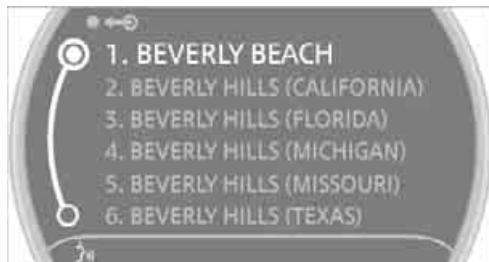 1. BEVERLY BEACH
2. BEVERLY HILLS (CALIFORNIA)
3. BEVERLY HILLS (FLORIDA)
4. BEVERLY HILLS (MICHIGAN)
5. BEVERLY HILLS (MISSOURI)
6. BEVERLY HILLS (TEXAS)